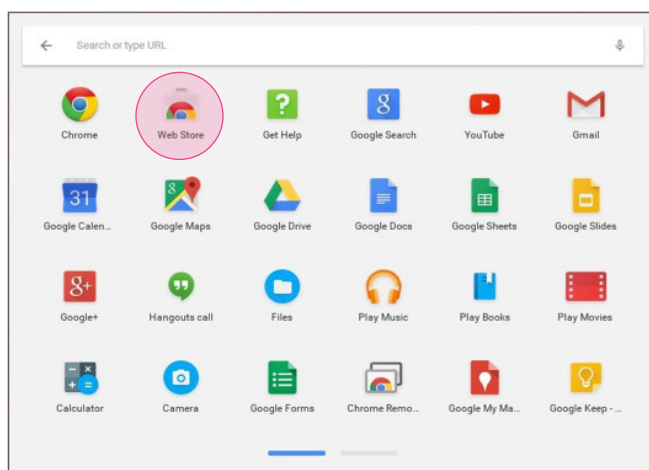 Search or type URL
Chrome
Web Store
Get Help
Google Search
YouTube
Gmail
Google Calen...
Google Maps
Google Drive
Google Docs
Google Sheets
Google Slides
Google+
Hangouts call
Files
Play Music
Play Books
Play Movies
Calculator
Camera
Google Forms
Chrome Remo...
Google My Ma...
Google Keep - ...